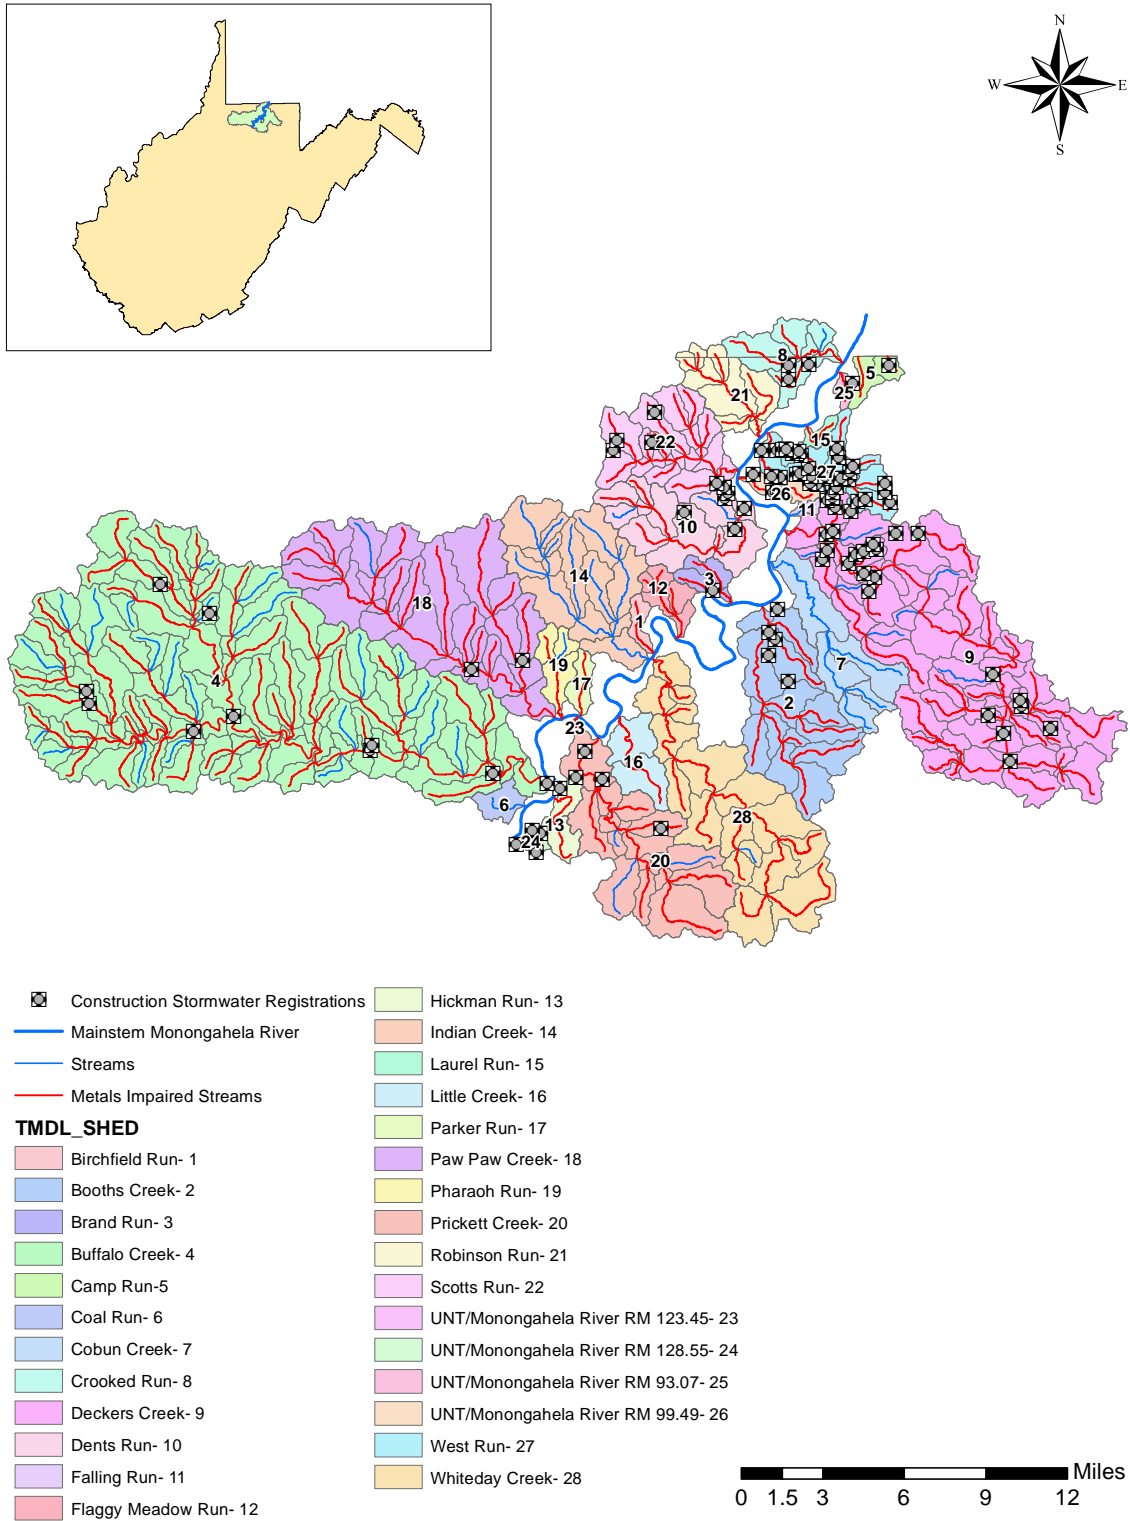 N
W
E
S
8
5
25
21
22
15
27
26
11
10
14
12
3
18
1
19
17
7
9
4
2
23
16
6
13
24
28
20
Construction Stormwater Registrations
Mainstem Monongahela River
Streams
Metals Impaired Streams
TMDL_SHED
Birchfield Run- 1
Booths Creek- 2
Brand Run- 3
Buffalo Creek- 4
Camp Run-5
Coal Run- 6
Cobun Creek- 7
Crooked Run- 8
Deckers Creek- 9
Dents Run- 10
Falling Run- 11
Flaggy Meadow Run- 12
Hickman Run- 13
Indian Creek- 14
Laurel Run- 15
Little Creek- 16
Parker Run- 17
Paw Paw Creek- 18
Pharaoh Run- 19
Prickett Creek- 20
Robinson Run- 21
Scotts Run- 22
UNT/Monongahela River RM 123.45- 23
UNT/Monongahela River RM 128.55- 24
UNT/Monongahela River RM 93.07- 25
UNT/Monongahela River RM 99.49- 26
West Run- 27
Whiteday Creek- 28
Miles
0 1.5 3 6 9 12